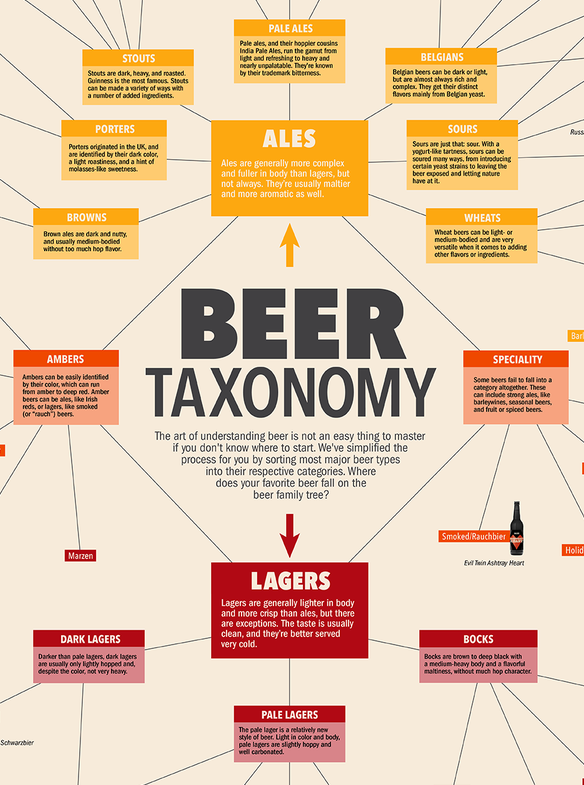 PALE ALES
Pale ales, and their hoppier cousins
India Pale Ales, run the gamut from
light and refreshing to heavy and
nearly unpalatable. They're known
by their trademark bitterness.
STOUTS
Stouts are dark, heavy, and roasted.
Guinness is the most famous. Stouts
can be made a variety of ways with
a number of added ingredients.
BELGIANS
Belgian beers can be dark or light,
but are almost always rich and
complex. They get their distinct
flavors mainly from Belgian yeast.
PORTERS
Porters originated in the UK, and
are identified by their dark color,
a light roastiness, and a hint of
molasses-like sweetness.
ALES
Ales are generally more complex
and fuller in body than lagers, but
not always. They're usually maltier
and more aromatic as well.
SOURS
Sours are just that: sour. With a
yogurt-like tartness, sours can be
soured many ways, from introducing
certain yeast strains to leaving the
beer exposed and letting nature
have at it.
Russ
BROWNS
Brown ales are dark and nutty,
and usually medium-bodied
without too much hop flavor.
WHEATS
Wheat beers can be light- or
medium-bodied and are very
versatile when it comes to adding
other flavors or ingredients.
BEER
TAXONOMY
The art of understanding beer is not an easy thing to master
if you don't know where to start. We've simplified the
process for you by sorting most major beer types
into their respective categories. Where
does your favorite beer fall on the
beer family tree?
Bar
AMBERS
Ambers can be easily identified
by their color, which can run
from amber to deep red. Amber
beers can be ales, like Irish
reds, or lagers, like smoked
(or "rauch") beers.
SPECIALITY
Some beers fail to fall into a
category altogether. These
can include strong ales, like
barleywines, seasonal beers,
and fruit or spiced beers.
Marzen
Smoked/Rauchbier
Evil Twin Ashtray Heart
Holid
LAGERS
Lagers are generally lighter in body
and more crisp than ales, but there
are exceptions. The taste is usually
clean, and they're better served
very cold.
DARK LAGERS
Darker than pale lagers, dark lagers
are usually only lightly hopped and,
despite the color, not very heavy.
BOCKS
Bocks are brown to deep black with
a medium-heavy body and a flavorful
maltiness, without much hop character.
PALE LAGERS
The pale lager is a relatively new
style of beer. Light in color and body,
pale lagers are slightly hoppy and
well carbonated.
Schwarzbier